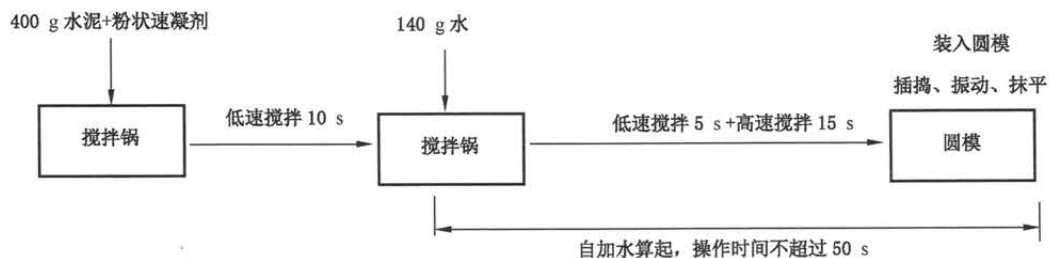 400 g 水泥+粉状速凝剂
140 g 水
装入圆模
插捣、振动、抹平
搅拌锅
低速搅拌 10 s
搅拌锅
低速搅拌 5 s+高速搅拌 15 s
圆模
自加水算起，操作时间不超过 50 s